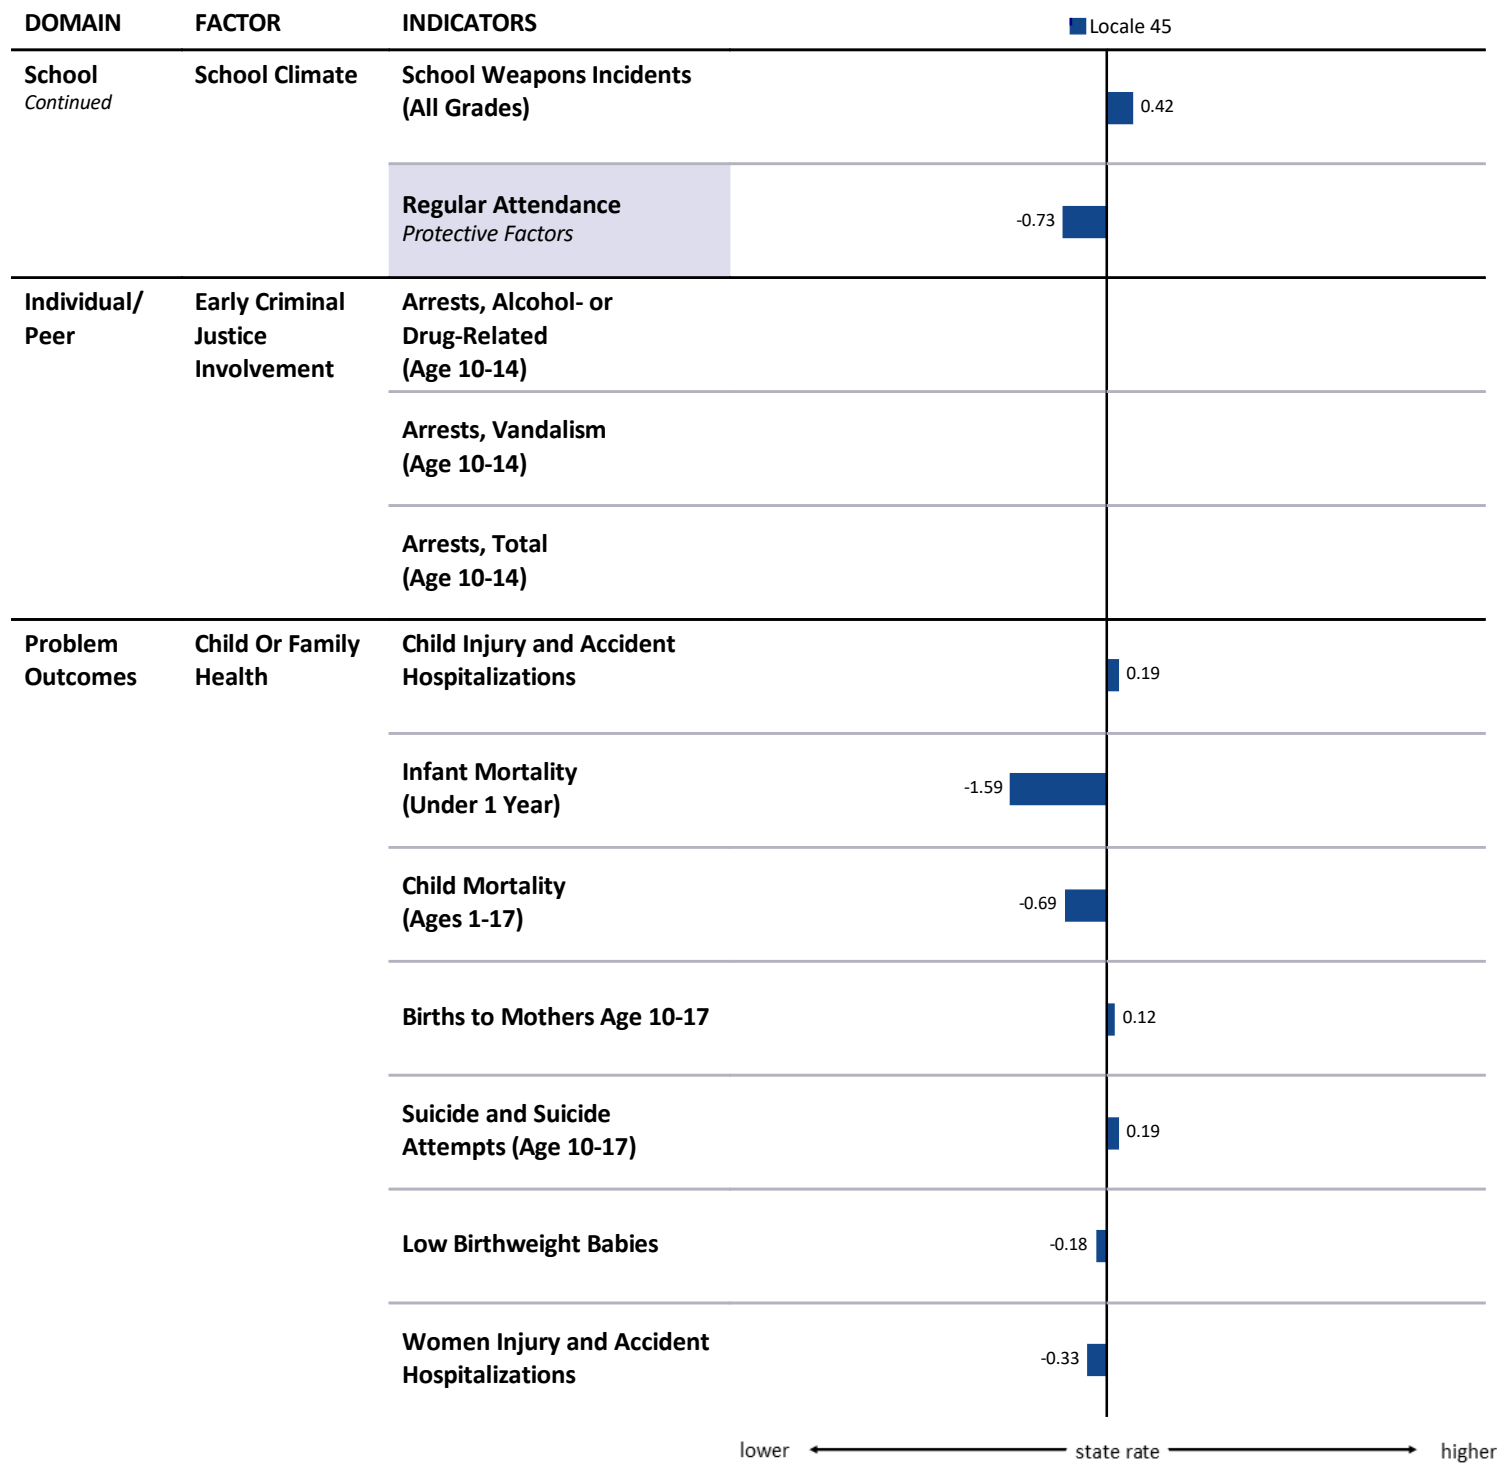 DOMAIN FACTOR INDICATORS Locale 45
School School Climate School Weapons Incidents
Continued
(All Grades)
0.42
Regular Attendance
Protective Factors
-0.73
Individual/ Early Criminal Arrests, Alcohol- or
Peer Justice Drug-Related
Involvement (Age 10-14)
Arrests, Vandalism
(Age 10-14)
Arrests, Total
(Age 10-14)
Problem Child Or Family Child Injury and Accident
Outcomes Health Hospitalizations
0.19
Infant Mortality
(Under 1 Year)
-1.59
Child Mortality
(Ages 1-17)
-0.69
Births to Mothers Age 10-17 0.12
Suicide and Suicide
Attempts (Age 10-17)
0.19
Low Birthweight Babies -0.18
Women Injury and Accident
Hospitalizations
-0.33
lower state rate higher